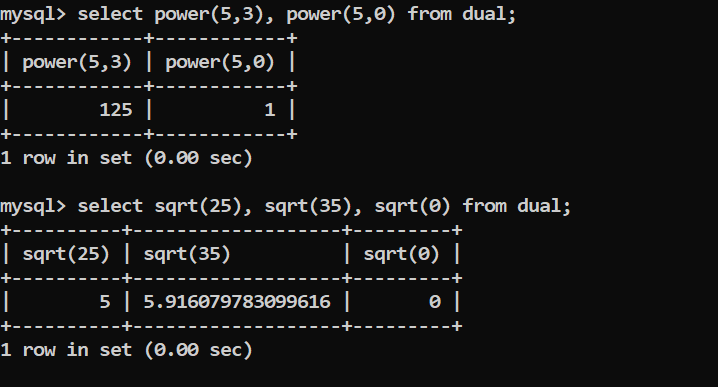 mysql> select power(5,3), power(5,0) from dual;
+------------+------------+
| power(5,3) | power(5,0) |
+------------+------------+
|        125 |          1 |
+------------+------------+
1 row in set (0.00 sec)

mysql> select sqrt(25), sqrt(35), sqrt(0) from dual;
+----------+-------------------+---------+
| sqrt(25) | sqrt(35)          | sqrt(0) |
+----------+-------------------+---------+
|        5 | 5.916079783099616 |       0 |
+----------+-------------------+---------+
1 row in set (0.00 sec)